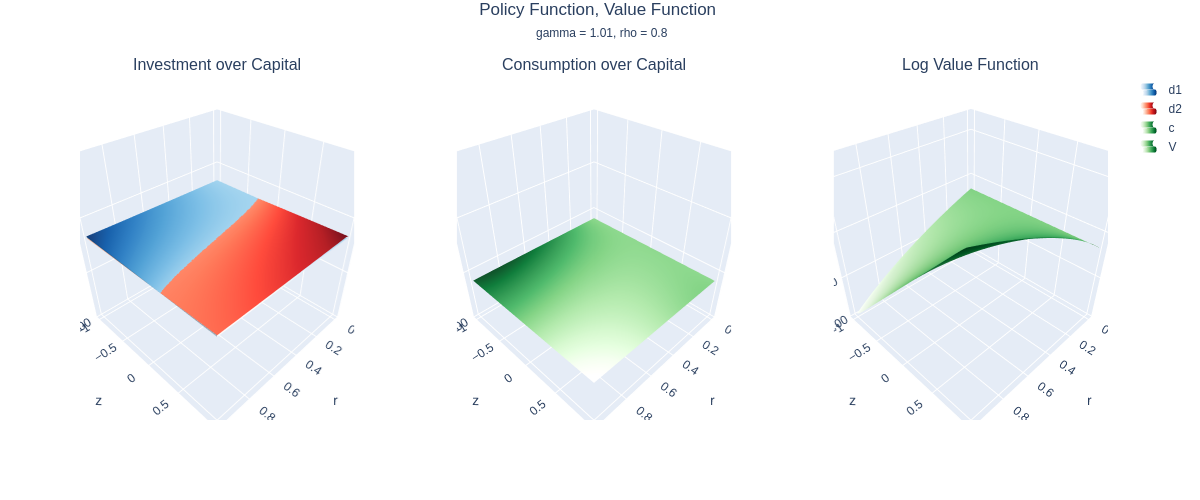 Policy Function, Value Function
gamma = 1.01, rho = 0.8
Investment over Capital
Consumption over Capital
Log Value Function
d1
d2
c
V
−0.5
0
0.5
z
0
0.2
0.4
0.6
0.8
r
−0.5
0
0.5
z
0
0.2
0.4
0.6
0.8
r
−0.5
0
0.5
z
0
0.2
0.4
0.6
0.8
r